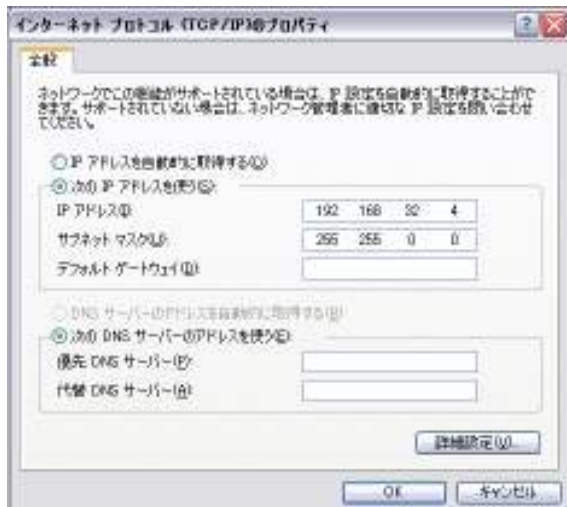 インターネット プロトコル (TCP/IP)のプロパティ
全般
ネットワークでこの機能がサポートされている場合は、IP 設定を自動的に取得することがで
きます。サポートされていない場合は、ネットワーク管理者に適切な IP 設定を問い合わせ
てください。
IP アドレスを自動的に取得する(O)
次の IP アドレスを使う(S):
IP アドレス(I):
192 168 32 4
サブネット マスク(U):
255 255 0 0
デフォルト ゲートウェイ(D):
DNS サーバーのアドレスを自動的に取得する(B)
次の DNS サーバーのアドレスを使う(E):
優先 DNS サーバー(P):
代替 DNS サーバー(A):
詳細設定(V)...
OK
キャンセル